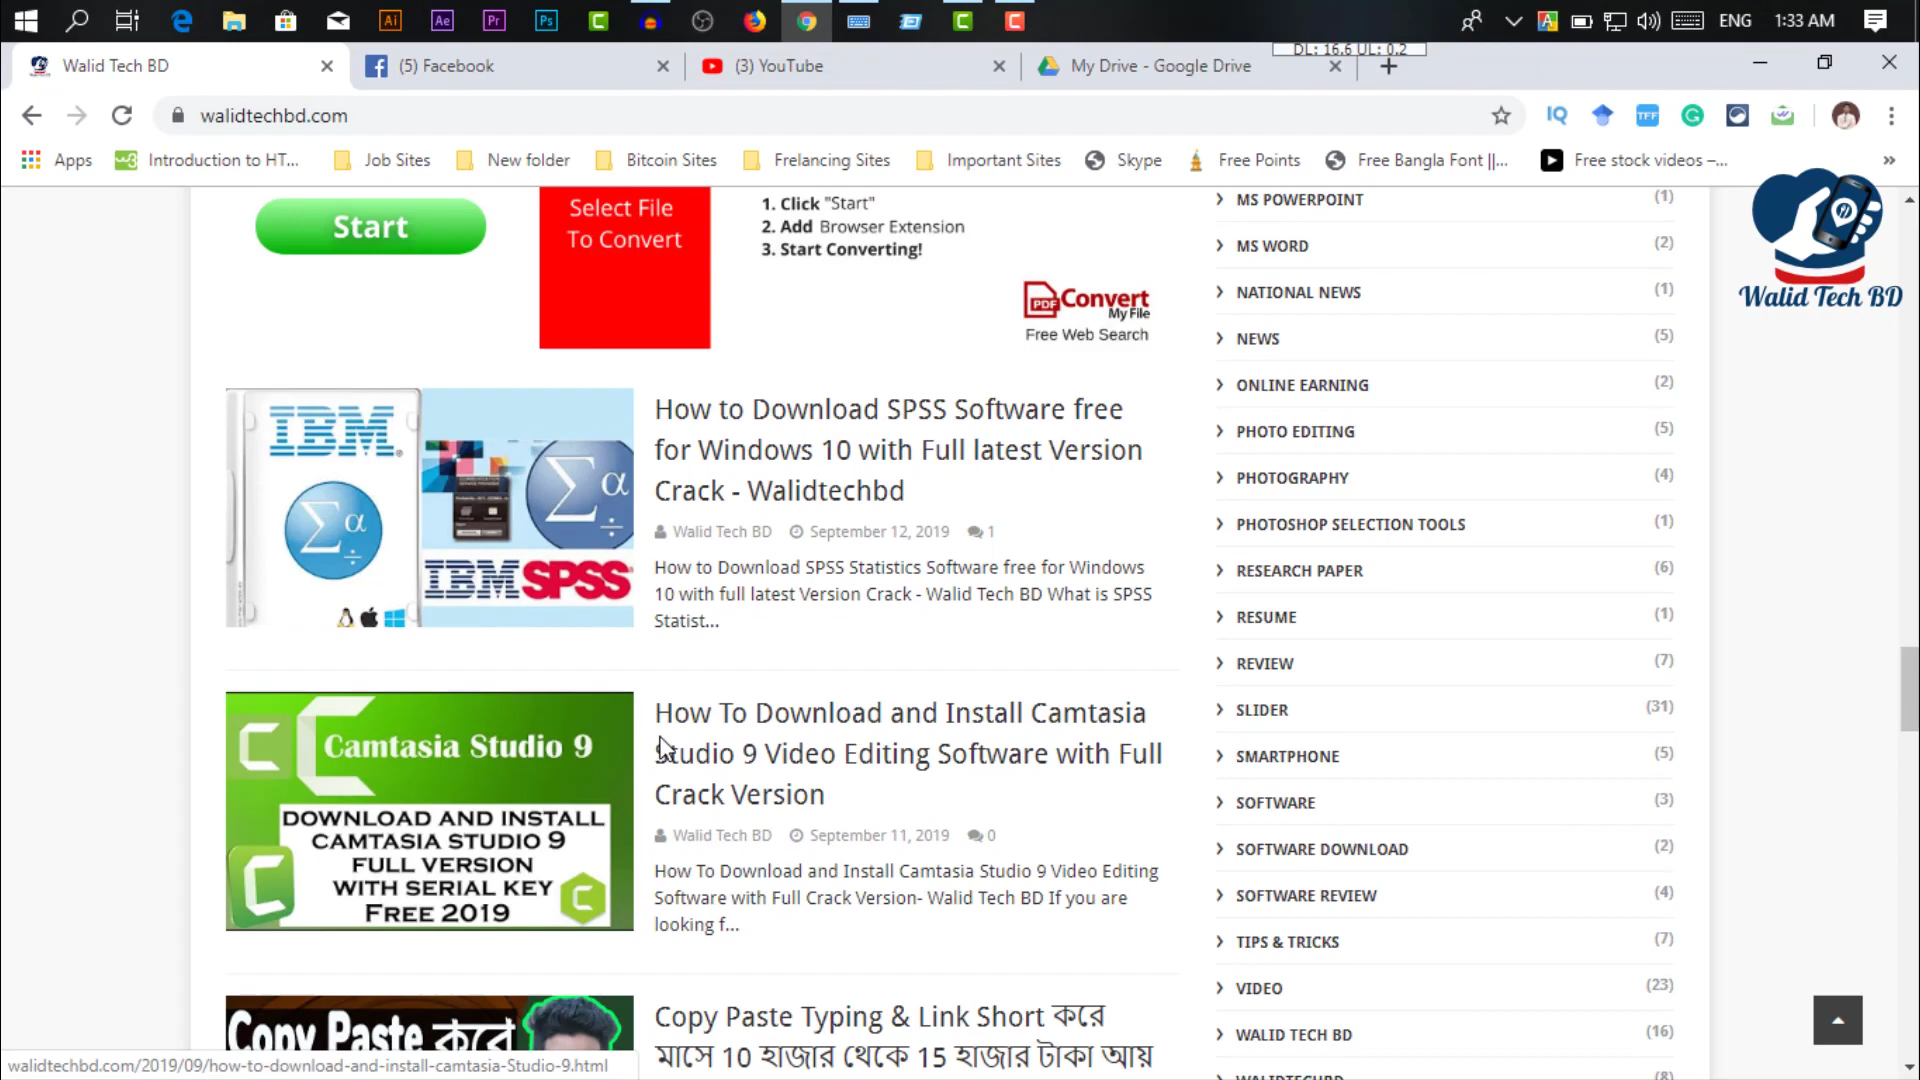 Ai
Ae
Pr
Ps
ENG
1:33 AM
DL: 16.6 UL: 0.2
Walid Tech BD
(5) Facebook
(3) YouTube
My Drive - Google Drive
walidtechbd.com
IQ
TFF
Apps
Introduction to HT...
Job Sites
New folder
Bitcoin Sites
Frelancing Sites
Important Sites
Skype
Free Points
Free Bangla Font ||...
Free stock videos –...
Start
Select File
To Convert
1. Click "Start"
2. Add Browser Extension
3. Start Converting!
PDF Convert
My File
Free Web Search
IBM
IBM SPSS
How to Download SPSS Software free
for Windows 10 with Full latest Version
Crack - Walidtechbd
Walid Tech BD September 12, 2019 1
How to Download SPSS Statistics Software free for Windows
10 with full latest Version Crack - Walid Tech BD What is SPSS
Statist...
Camtasia Studio 9
DOWNLOAD AND INSTALL
CAMTASIA STUDIO 9
FULL VERSION
WITH SERIAL KEY
FREE 2019
How To Download and Install Camtasia
Studio 9 Video Editing Software with Full
Crack Version
Walid Tech BD September 11, 2019 0
How To Download and Install Camtasia Studio 9 Video Editing
Software with Full Crack Version- Walid Tech BD If you are
looking f...
Copy Paste করে
Copy Paste Typing & Link Short করে
মাসে 10 হাজার থেকে 15 হাজার টাকা আয়
MS POWERPOINT (1)
MS WORD (2)
NATIONAL NEWS (1)
NEWS (5)
ONLINE EARNING (2)
PHOTO EDITING (5)
PHOTOGRAPHY (4)
PHOTOSHOP SELECTION TOOLS (1)
RESEARCH PAPER (6)
RESUME (1)
REVIEW (7)
SLIDER (31)
SMARTPHONE (5)
SOFTWARE (3)
SOFTWARE DOWNLOAD (2)
SOFTWARE REVIEW (4)
TIPS & TRICKS (7)
VIDEO (23)
WALID TECH BD (16)
WALIDTECHBD (8)
Walid Tech BD
walidtechbd.com/2019/09/how-to-download-and-install-camtasia-Studio-9.html